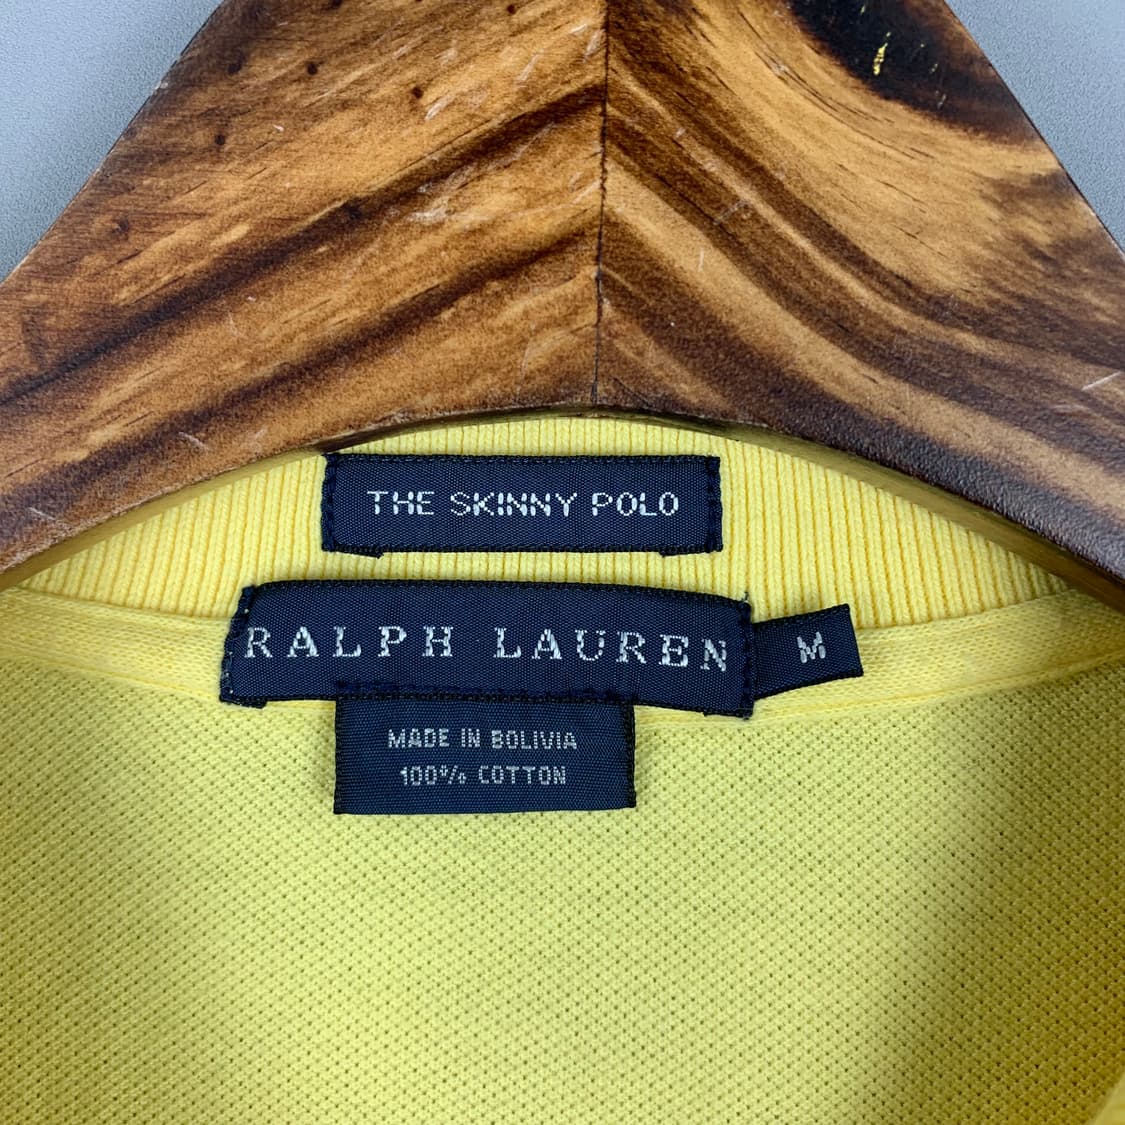 THE SKINNY POLO
RALPH LAUREN
M
MADE IN BOLIVIA
100% COTTON